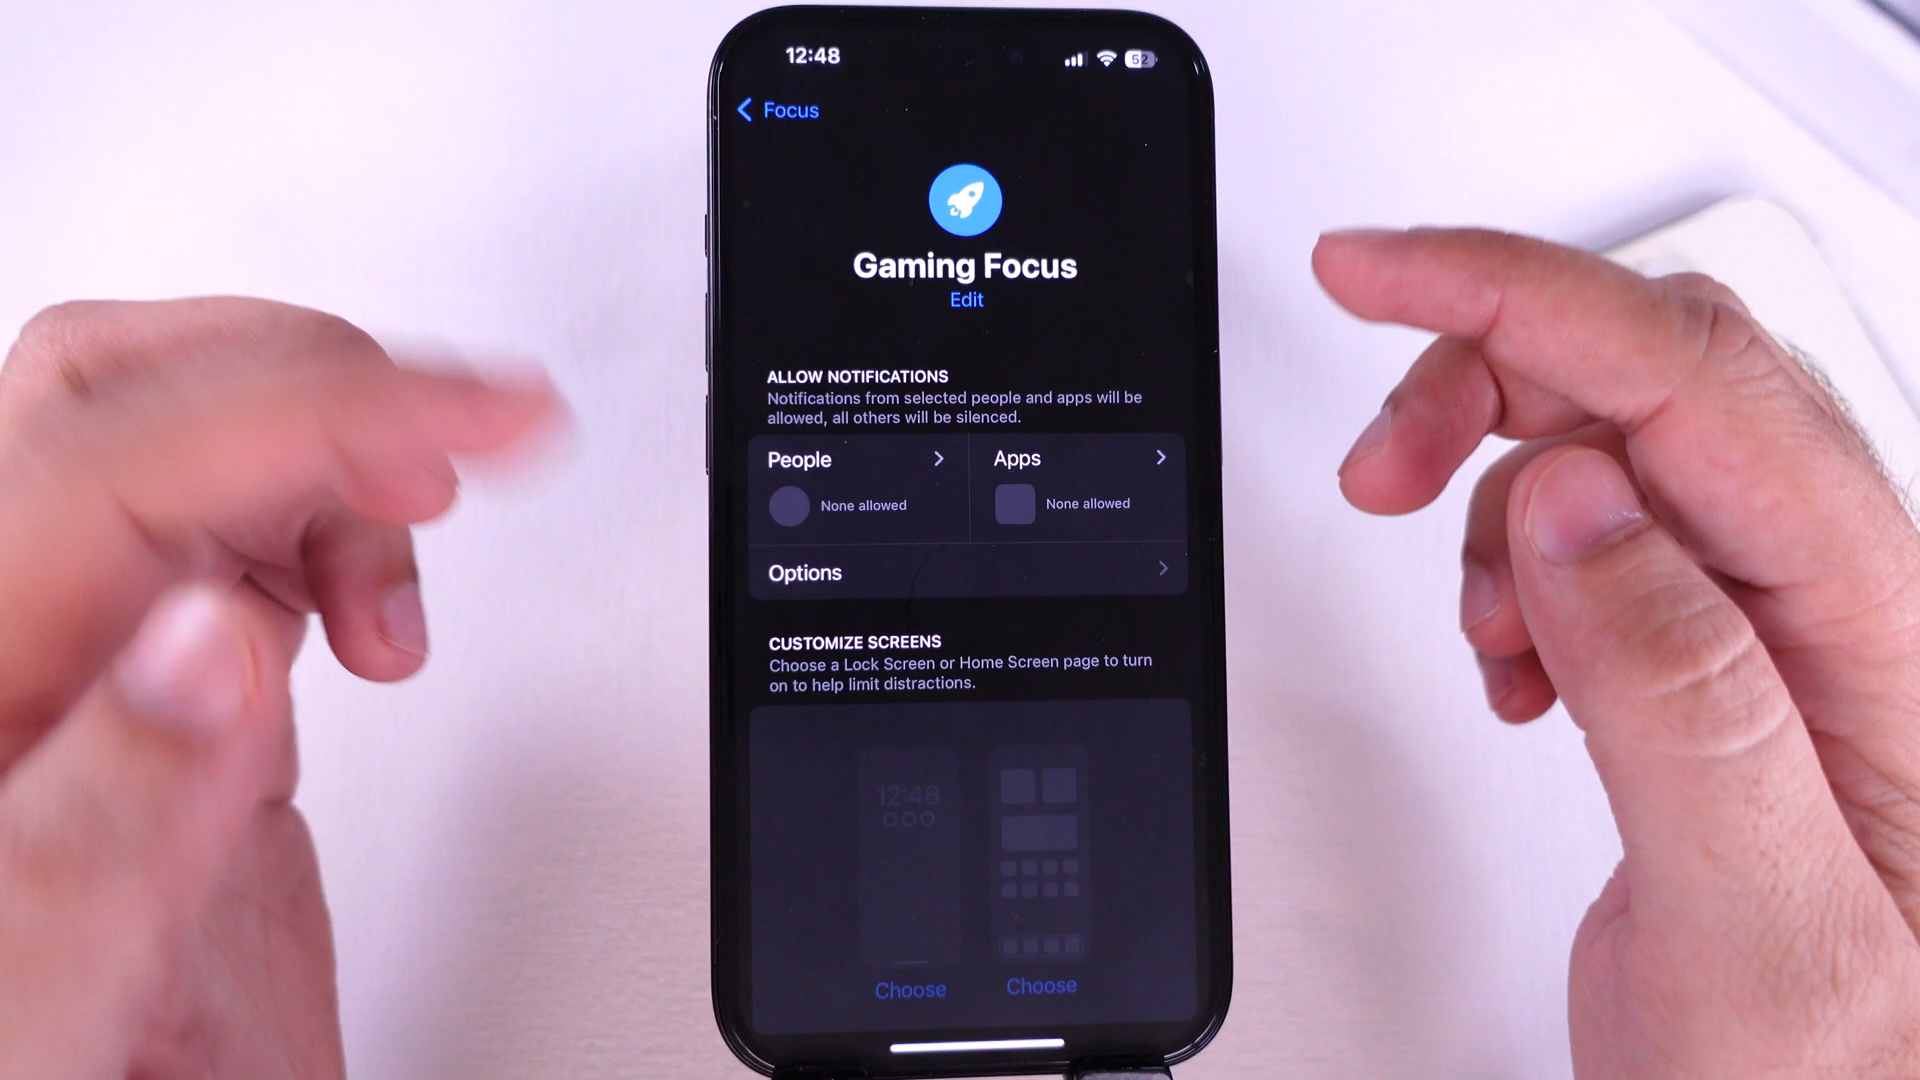 12:48
52
Focus
Gaming Focus
Edit
ALLOW NOTIFICATIONS
Notifications from selected people and apps will be
allowed, all others will be silenced.
People
Apps
None allowed
None allowed
Options
CUSTOMIZE SCREENS
Choose a Lock Screen or Home Screen page to turn
on to help limit distractions.
12:48
Choose
Choose